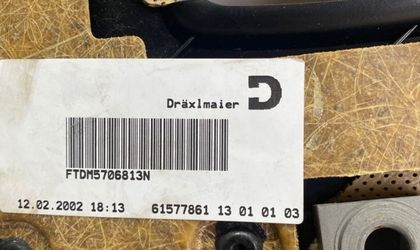 Dräxlmaier
FTDM5706813N
12.02.2002 18:13 61577861 13 01 01 03